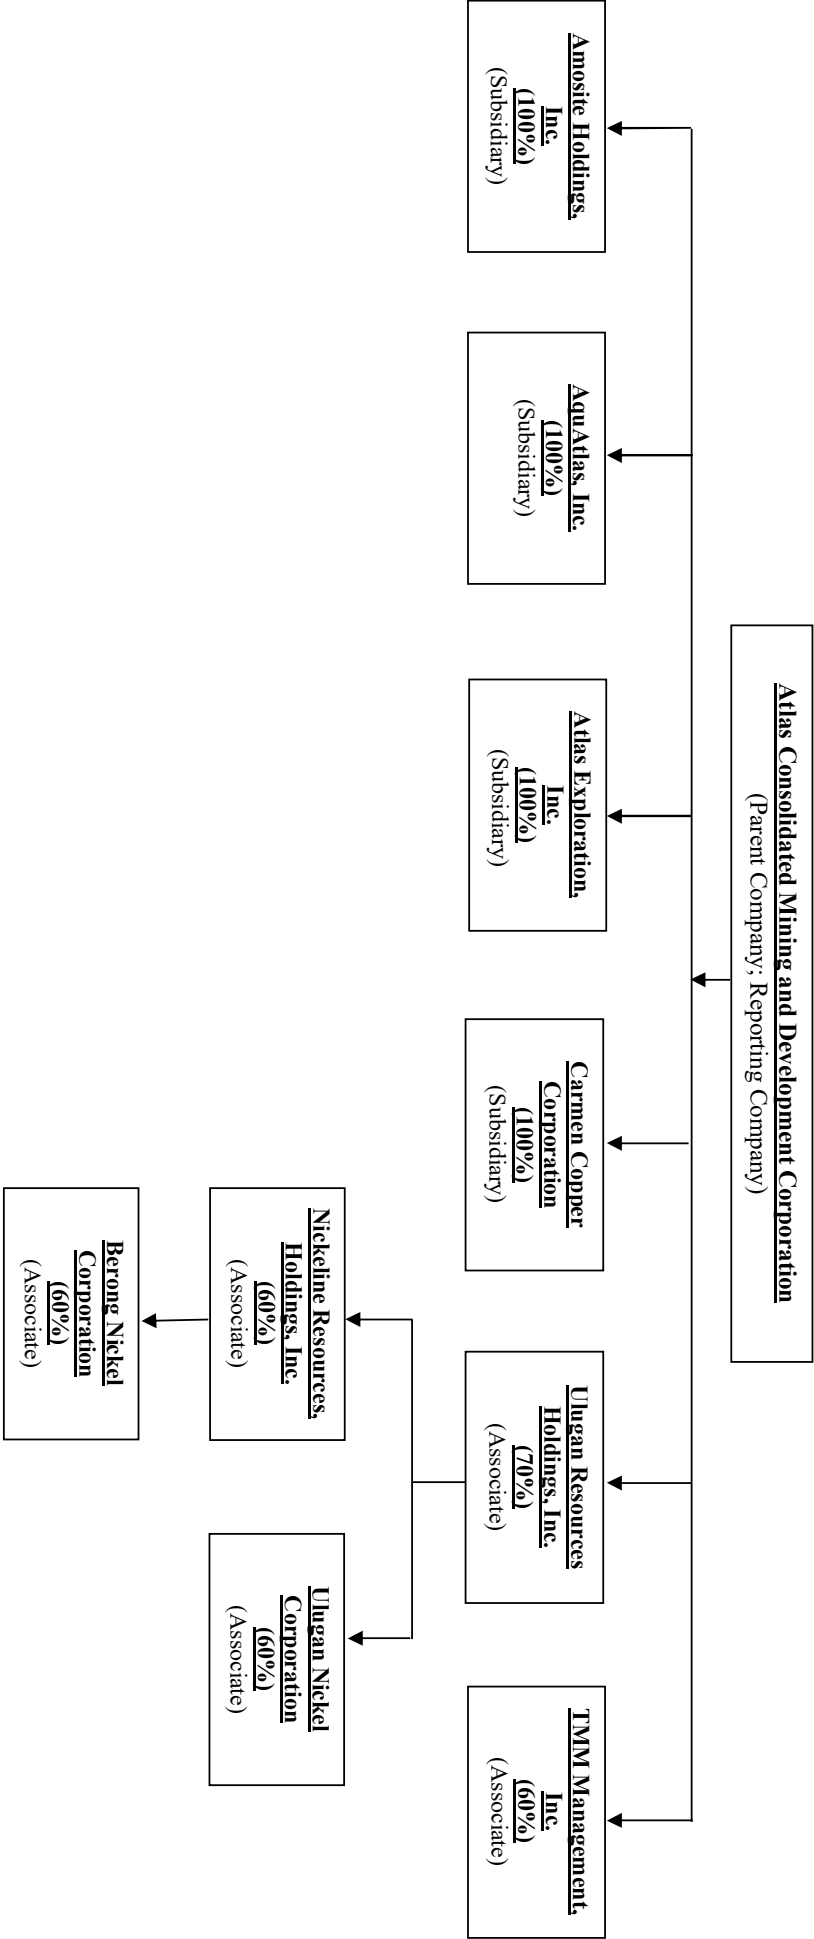 Atlas Consolidated Mining and Development Corporation
(Parent Company; Reporting Company)
Amosite Holdings,
Inc.
(100%)
(Subsidiary)
AquAtlas, Inc.
(100%)
(Subsidiary)
Atlas Exploration,
Inc.
(100%)
(Subsidiary)
Carmen Copper
Corporation
(100%)
(Subsidiary)
Ulugan Resources
Holdings, Inc.
(70%)
(Associate)
TMM Management,
Inc.
(60%)
(Associate)
Nickeline Resources,
Holdings, Inc.
(60%)
(Associate)
Ulugan Nickel
Corporation
(60%)
(Associate)
Berong Nickel
Corporation
(60%)
(Associate)